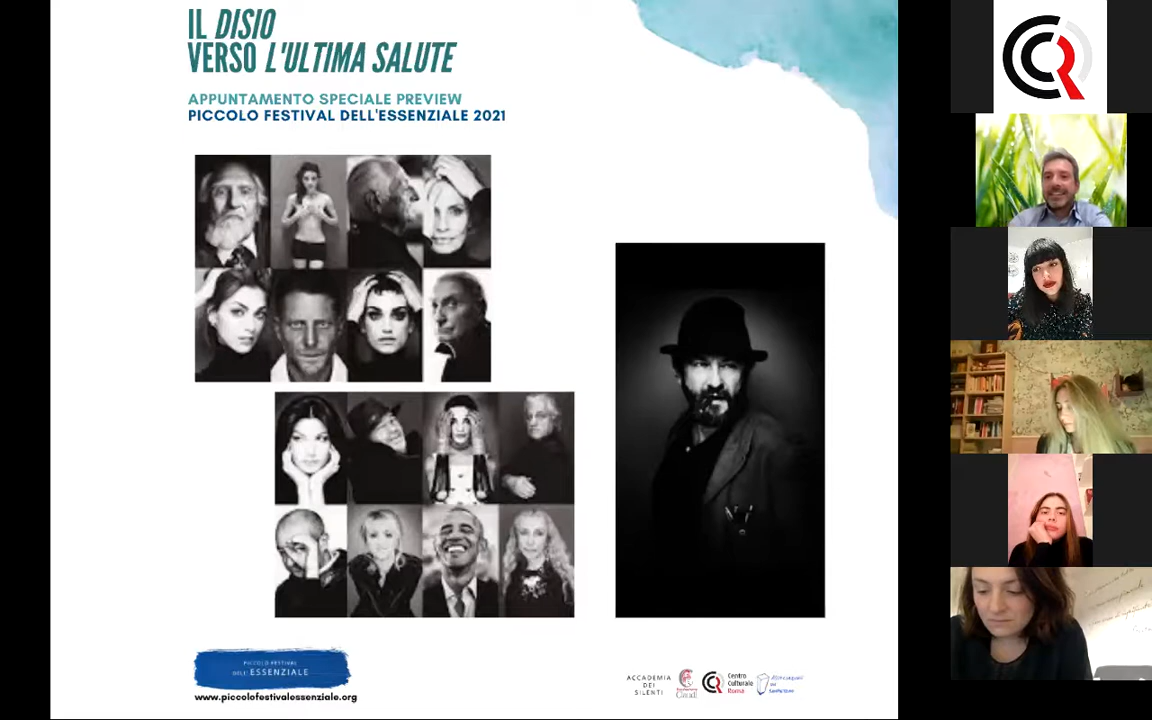 IL DISIO
VERSO L'ULTIMA SALUTE
APPUNTAMENTO SPECIALE PREVIEW
PICCOLO FESTIVAL DELL'ESSENZIALE 2021
PICCOLO FESTIVAL
DELL'ESSENZIALE
www.piccolofestivalessenziale.org
ACCADEMIA
DEI
SILENTI
Claudi
Centro
Culturale
Roma